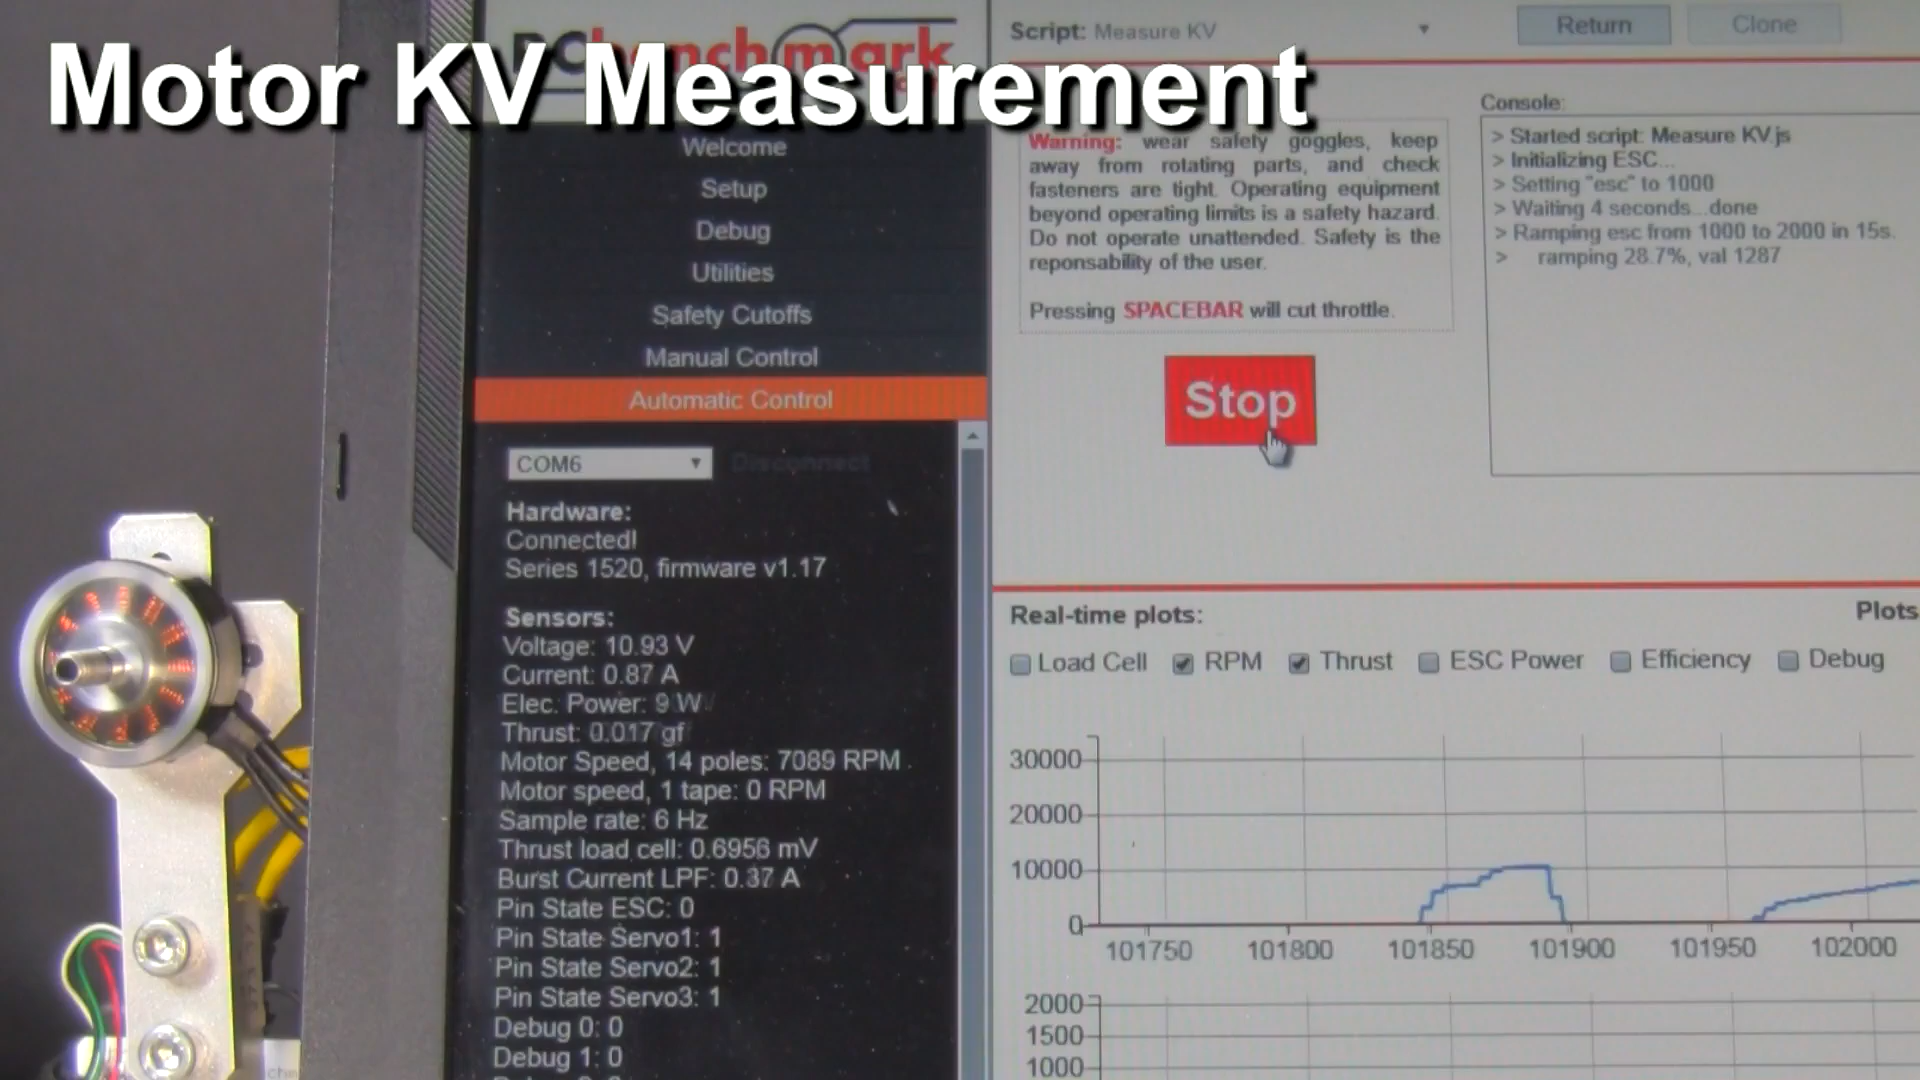 Motor KV Measurement
benchmark
Script: Measure KV
Return
Clone
Welcome
Setup
Debug
Utilities
Safety Cutoffs
Manual Control
Automatic Control
COM6
Disconnect
Hardware:
Connected!
Series 1520, firmware v1.17
Sensors:
Voltage: 10.93 V
Current: 0.87 A
Elec. Power: 9 W
Thrust: 0.017 gf
Motor Speed, 14 poles: 7089 RPM
Motor speed, 1 tape: 0 RPM
Sample rate: 6 Hz
Thrust load cell: 0.6956 mV
Burst Current LPF: 0.37 A
Pin State ESC: 0
Pin State Servo1: 1
Pin State Servo2: 1
Pin State Servo3: 1
Debug 0: 0
Debug 1: 0
Warning: wear safety goggles, keep
away from rotating parts, and check
fasteners are tight. Operating equipment
beyond operating limits is a safety hazard.
Do not operate unattended. Safety is the
reponsability of the user.
Pressing SPACEBAR will cut throttle.
Stop
Console:
> Started script: Measure KV.js
> Initializing ESC...
> Setting "esc" to 1000
> Waiting 4 seconds...done
> Ramping esc from 1000 to 2000 in 15s.
> ramping 28.7%, val 1287
Real-time plots:
Plots
Load Cell
RPM
Thrust
ESC Power
Efficiency
Debug
30000
20000
10000
0
101750
101800
101850
101900
101950
102000
2000
1500
1000